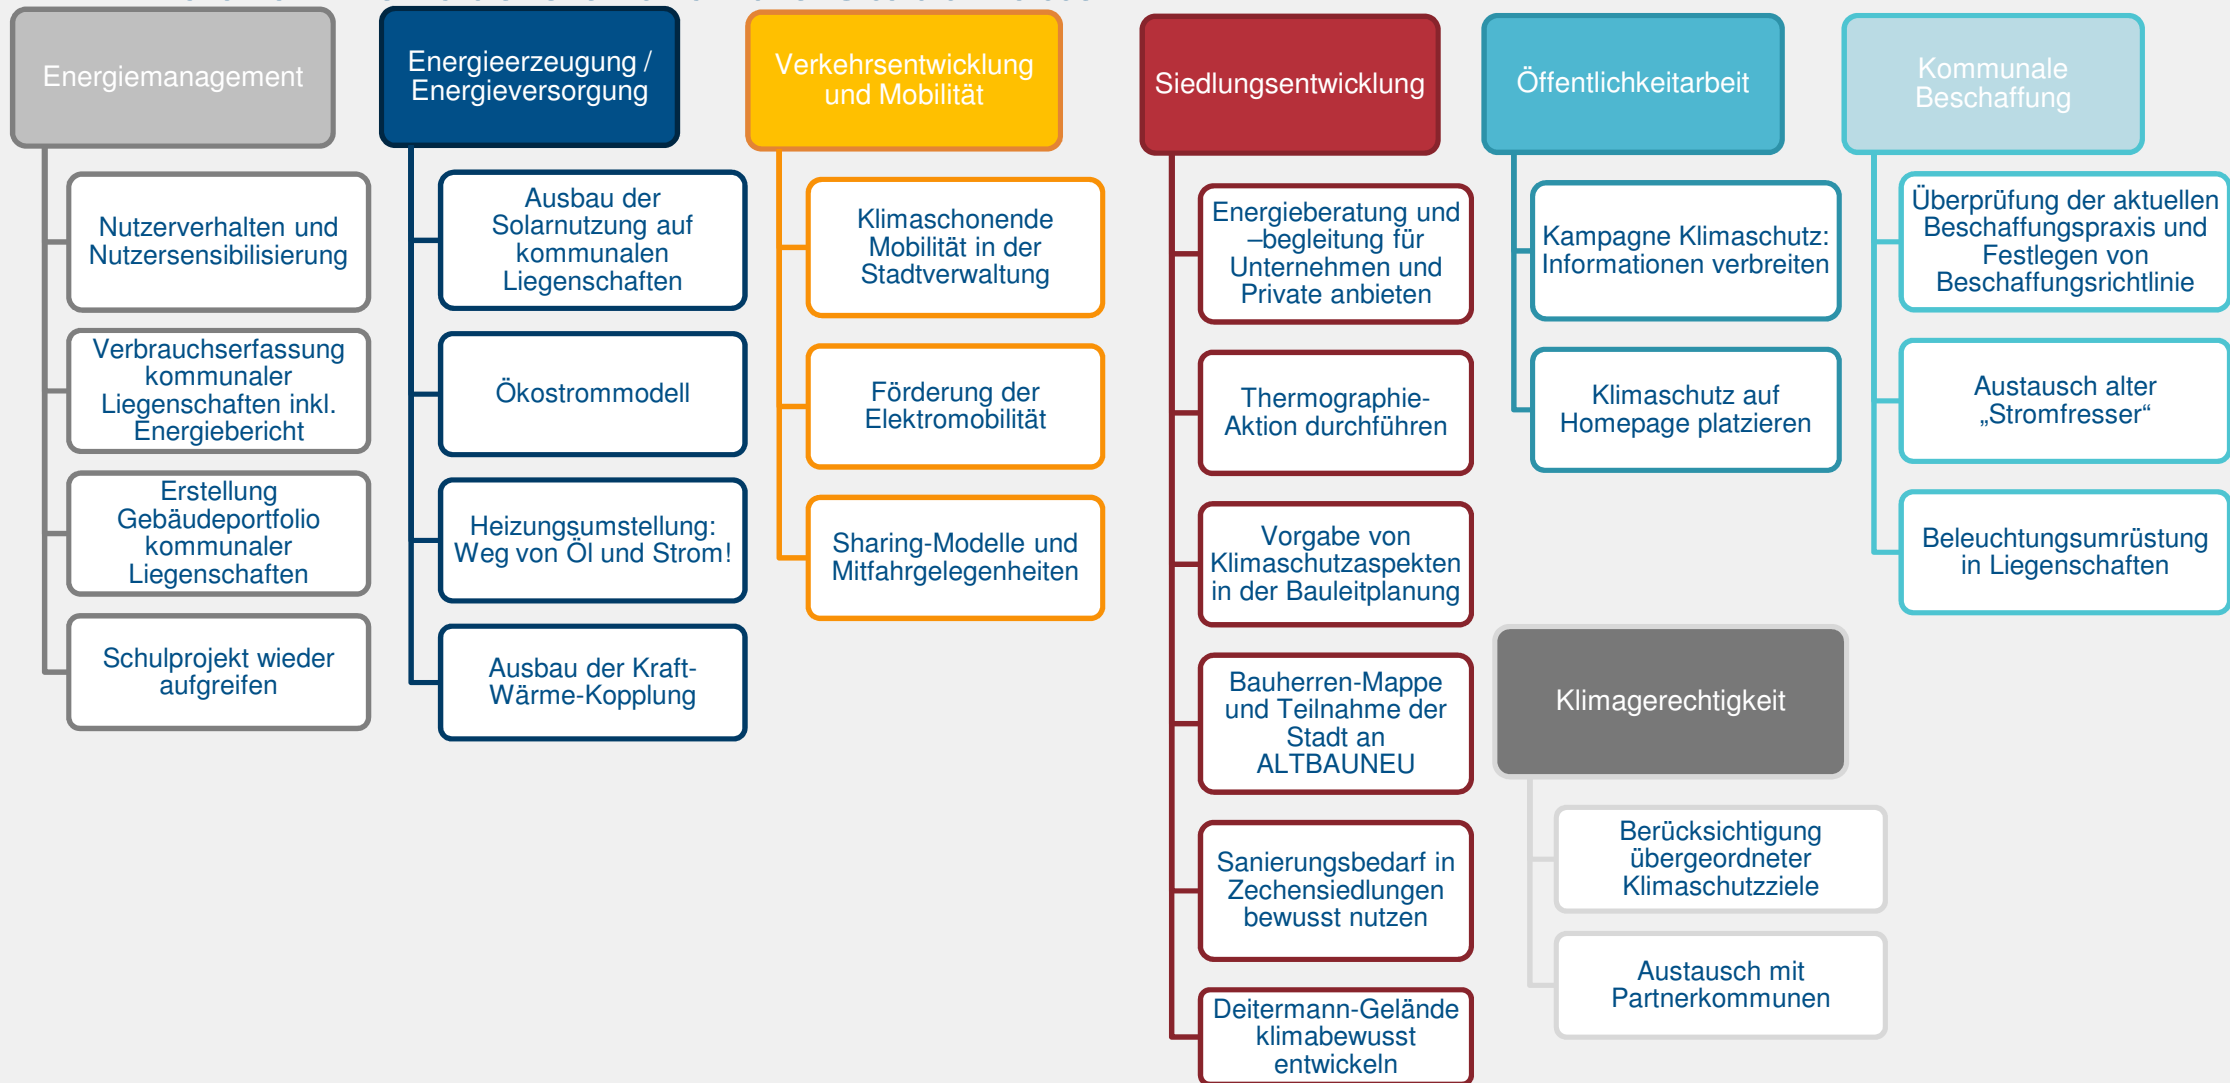 Energiemanagement
Nutzerverhalten und
Nutzersensibilisierung
Verbrauchserfassung
kommunaler
Liegenschaften inkl.
Energiebericht
Erstellung
Gebäudeportfolio
kommunaler
Liegenschaften
Schulprojekt wieder
aufgreifen
Energieerzeugung /
Energieversorgung
Ausbau der
Solarnutzung auf
kommunalen
Liegenschaften
Ökostrommodell
Heizungsumstellung:
Weg von Öl und Strom!
Ausbau der Kraft-
Wärme-Kopplung
Verkehrsentwicklung
und Mobilität
Klimaschonende
Mobilität in der
Stadtverwaltung
Förderung der
Elektromobilität
Sharing-Modelle und
Mitfahrgelegenheiten
Siedlungsentwicklung
Energieberatung und
–begleitung für
Unternehmen und
Private anbieten
Thermographie-
Aktion durchführen
Vorgabe von
Klimaschutzaspekten
in der Bauleitplanung
Bauherren-Mappe
und Teilnahme der
Stadt an
ALTBAUNEU
Sanierungsbedarf in
Zechensiedlungen
bewusst nutzen
Deitermann-Gelände
klimabewusst
entwickeln
Öffentlichkeitarbeit
Kampagne Klimaschutz:
Informationen verbreiten
Klimaschutz auf
Homepage platzieren
Kommunale
Beschaffung
Überprüfung der aktuellen
Beschaffungspraxis und
Festlegen von
Beschaffungsrichtlinie
Austausch alter
„Stromfresser“
Beleuchtungsumrüstung
in Liegenschaften
Klimagerechtigkeit
Berücksichtigung
übergeordneter
Klimaschutzziele
Austausch mit
Partnerkommunen